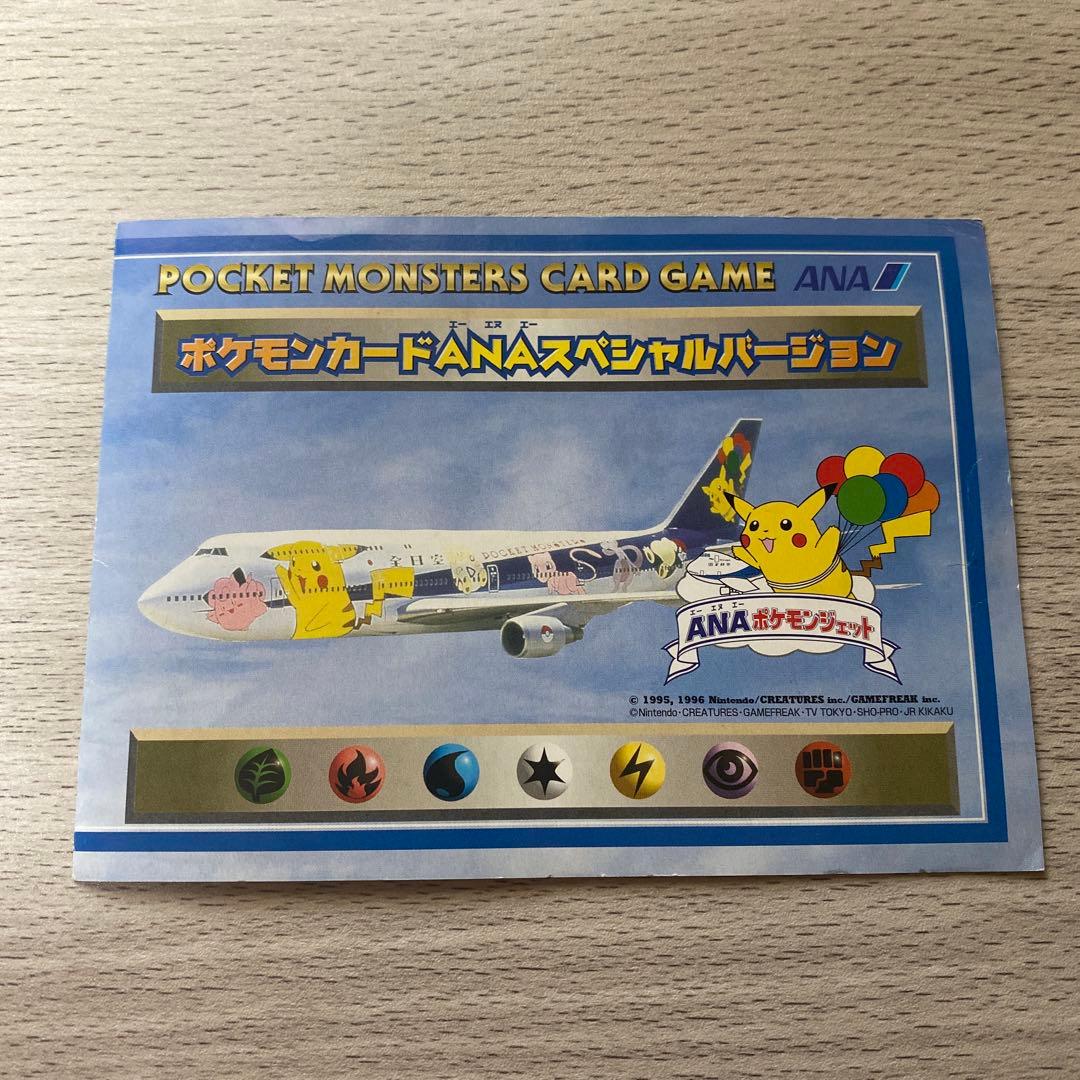 POCKET MONSTERS CARD GAME ANA
エー エヌ エー
ポケモンカードANAスペシャルバージョン
全日空
POCKET MONSTERS
エー エヌ エー
ANAポケモンジェット
© 1995, 1996 Nintendo/CREATURES inc./GAMEFREAK inc.
©Nintendo・CREATURES・GAMEFREAK・TV TOKYO・SHO-PRO・JR KIKAKU